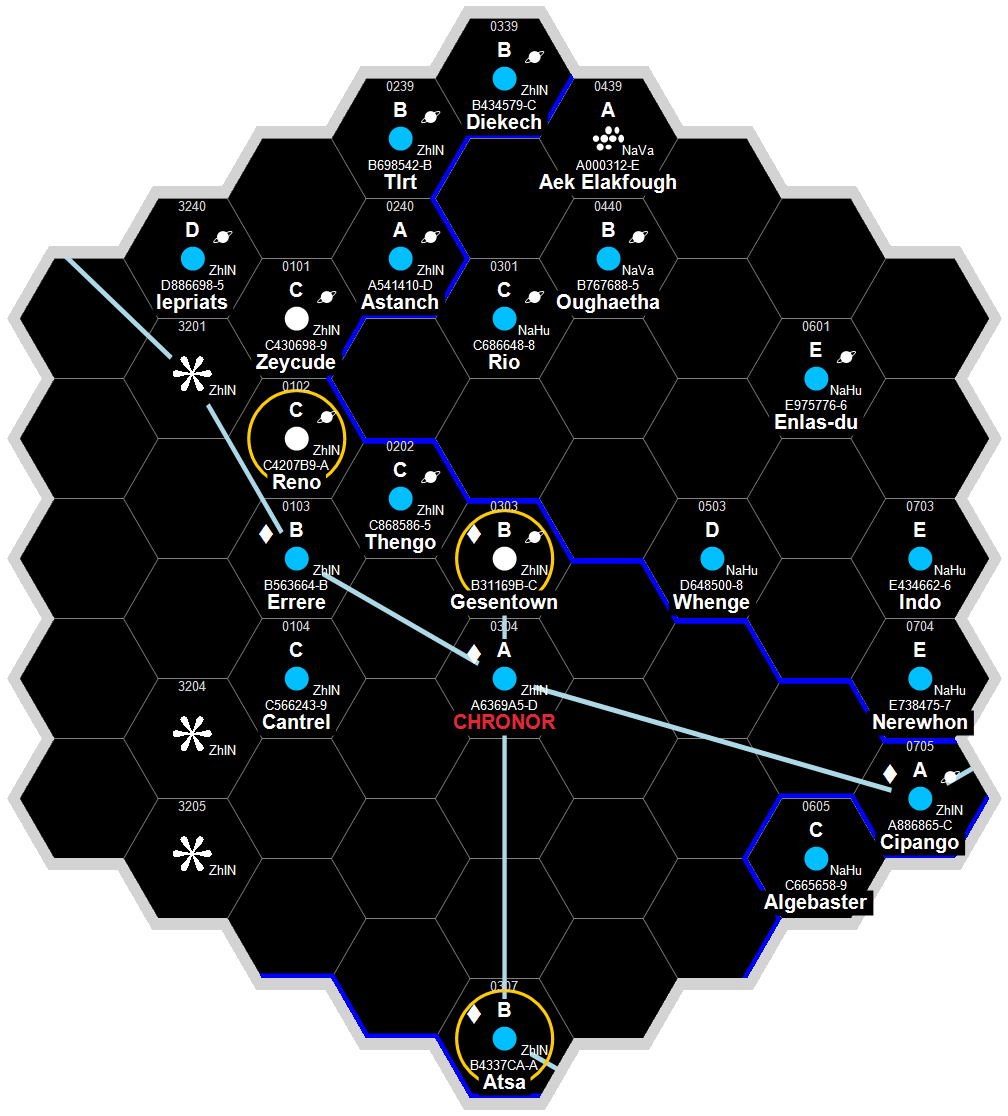 0339
B
ZhIN
B434579-C
Diekech
0239
B
ZhIN
B698542-B
Tlrt
0439
A
NaVa
A000312-E
Aek Elakfough
3240
D
ZhIN
D886698-5
Iepriats
0240
A
ZhIN
A541410-D
Astanch
0440
B
NaVa
B767688-5
Oughaetha
0101
C
ZhIN
C430698-9
Zeycude
0301
C
NaHu
C686648-8
Rio
3201
ZhIN
0601
E
NaHu
E975776-6
Enlas-du
0102
C
ZhIN
C4207B9-A
Reno
0202
C
ZhIN
C868586-5
Thengo
0103
B
ZhIN
B563664-B
Errere
0303
B
ZhIN
B31169B-C
Gesentown
0503
D
NaHu
D648500-8
Whenge
0703
E
NaHu
E434662-6
Indo
0104
C
ZhIN
C566243-9
Cantrel
0304
A
ZhIN
A6369A5-D
CHRONOR
0704
E
NaHu
E738475-7
Nerewhon
3204
ZhIN
0705
A
ZhIN
A886865-C
Cipango
3205
ZhIN
0605
C
NaHu
C665658-9
Algebaster
0307
B
ZhIN
B4337CA-A
Atsa